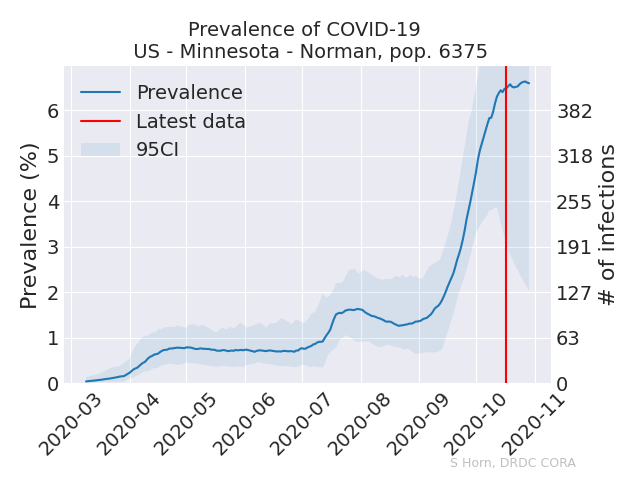 Prevalence of COVID-19
US - Minnesota - Norman, pop. 6375
Prevalence
Latest data
95CI
Prevalence (%)
6
5
4
3
2
1
0
382
318
255
191
127
63
0
# of infections
2020-03
2020-04
2020-05
2020-06
2020-07
2020-08
2020-09
2020-10
2020-11
S Horn, DRDC CORA